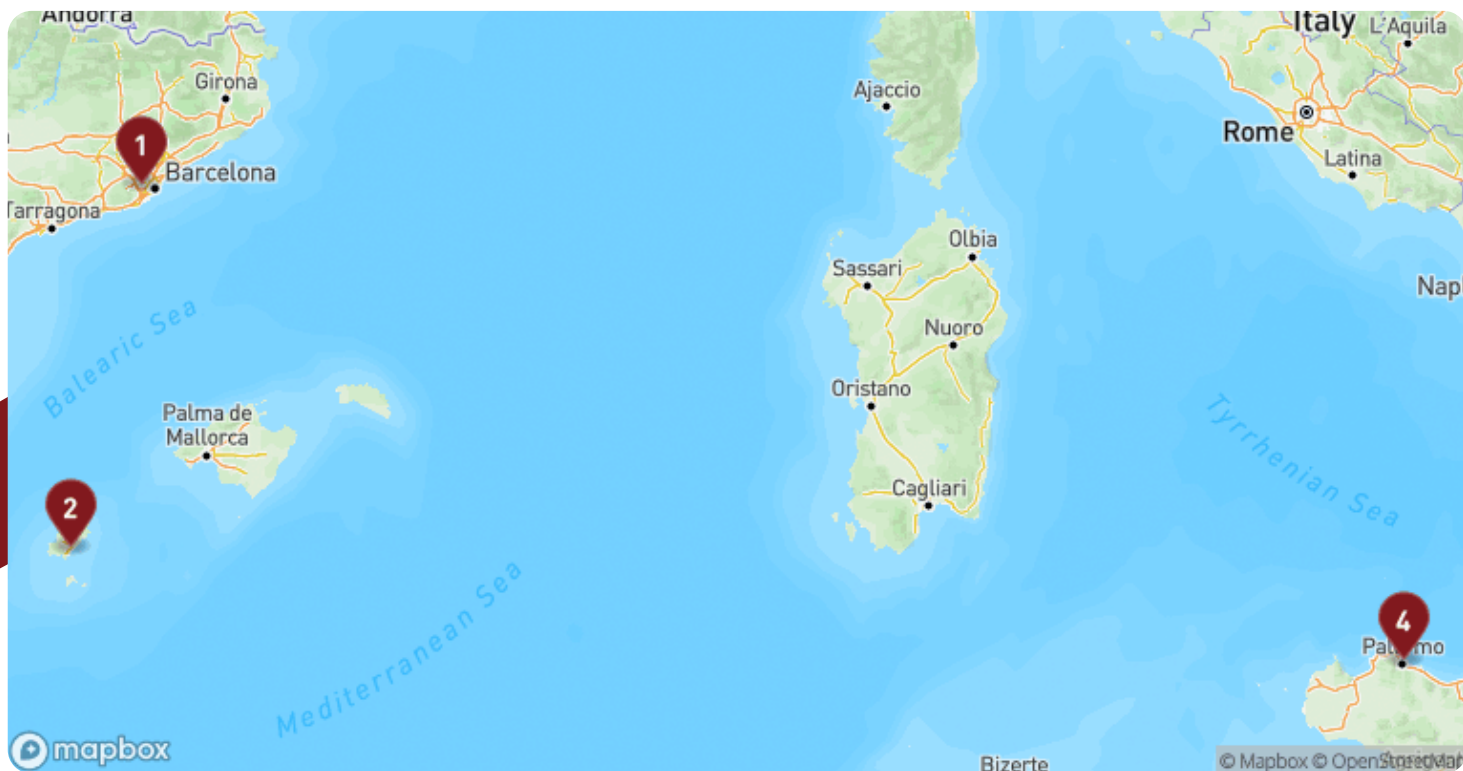 Andorra
Italy
L'Aquila
Girona
Ajaccio
1
Rome
Barcelona
Latina
Tarragona
Olbia
Sassari
Balearic Sea
Nuoro
Oristano
Palma de
Mallorca
Tyrrhenian Sea
Cagliari
2
Mediterranean Sea
4
mapbox
Bizerte
© Mapbox © OpenStreetMap